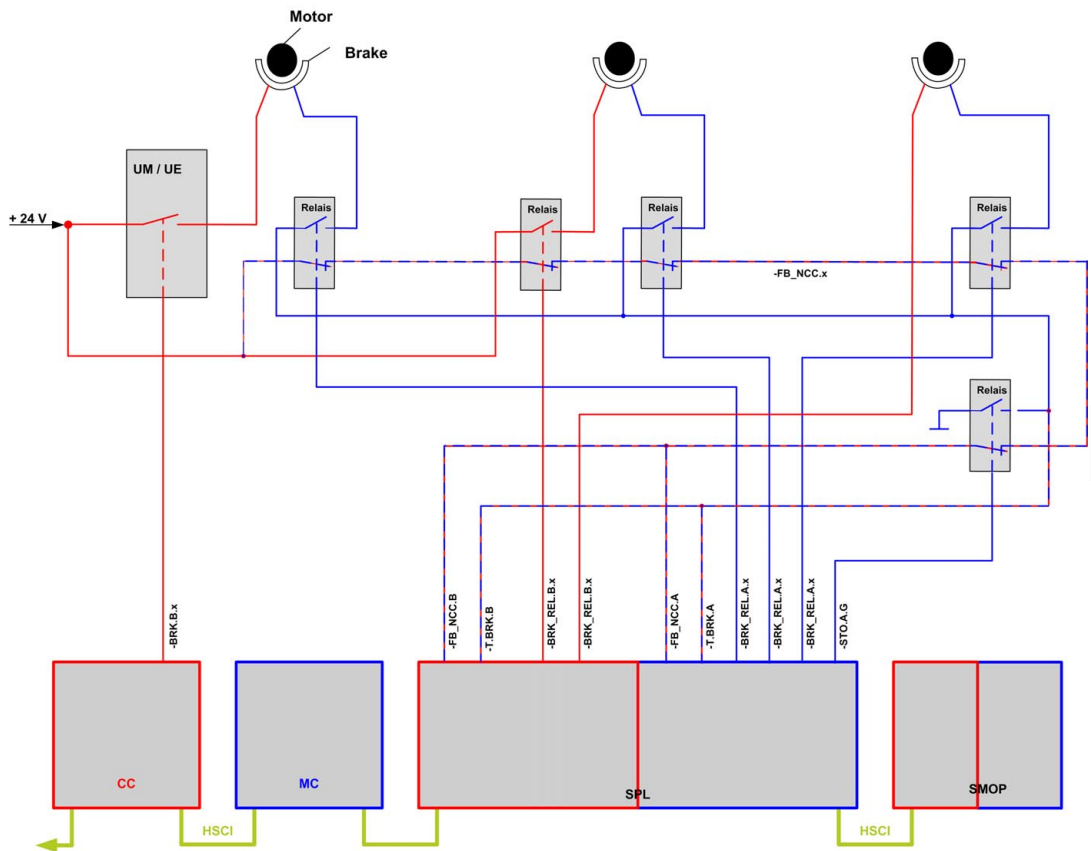 Motor
Brake
UM / UE
+ 24 V
Relais
Relais
Relais
Relais
-FB_NCC.x
Relais
-BRK.B.x
-FB_NCC.B
-T.BRK.B
-BRK_REL.B.x
-BRK_REL.B.x
-FB_NCC.A
-T.BRK.A
-BRK_REL.A.x
-BRK_REL.A.x
-BRK_REL.A.x
-STO.A.G
CC
MC
SPL
SMOP
HSCI
HSCI